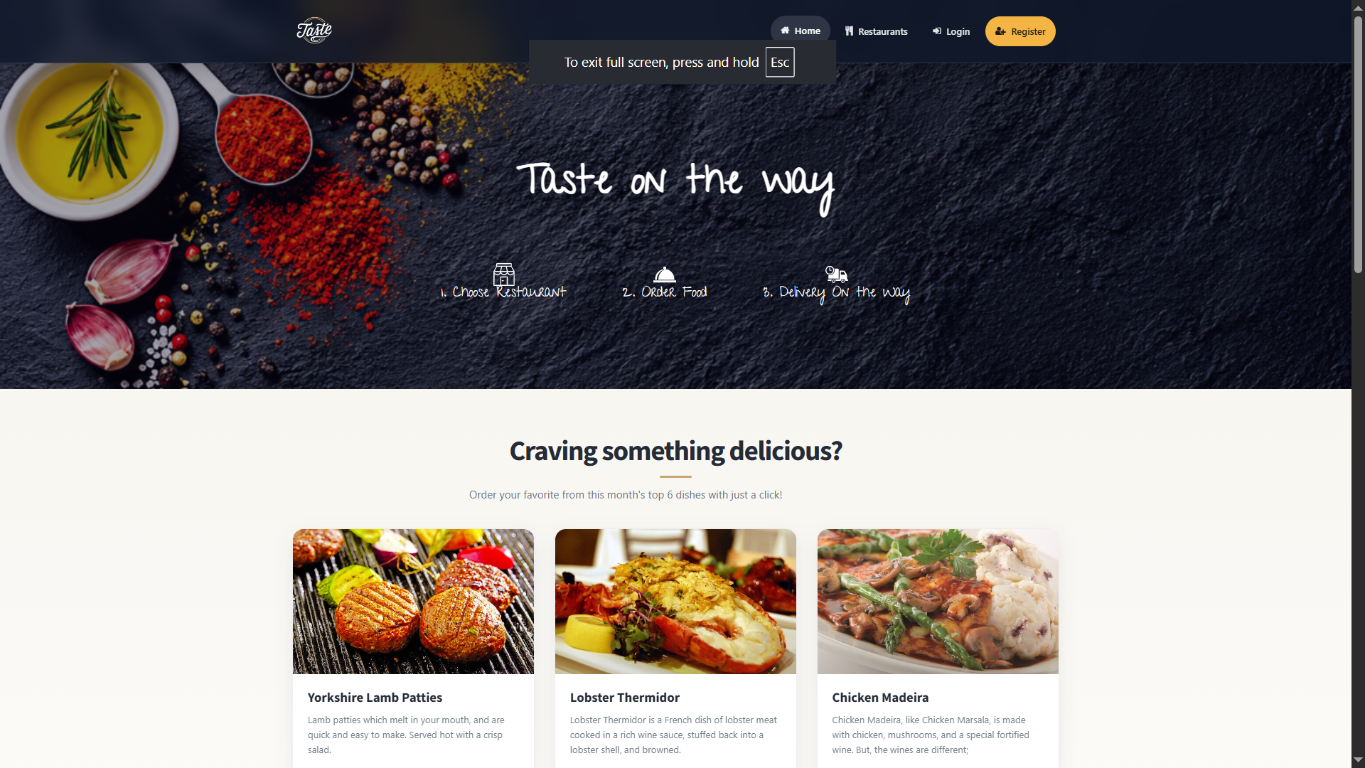 Taste
Home
Restaurants
Login
Register
To exit full screen, press and hold Esc
Taste on the way
1. Choose Restaurant
2. Order Food
3. Delivery On the Way
Craving something delicious?
Order your favorite from this month's top 6 dishes with just a click!
Yorkshire Lamb Patties
Lamb patties which melt in your mouth, and are
quick and easy to make. Served hot with a crisp
salad.
Lobster Thermidor
Lobster Thermidor is a French dish of lobster meat
cooked in a rich wine sauce, stuffed back into a
lobster shell, and browned.
Chicken Madeira
Chicken Madeira, like Chicken Marsala, is made
with chicken, mushrooms, and a special fortified
wine. But, the wines are different;